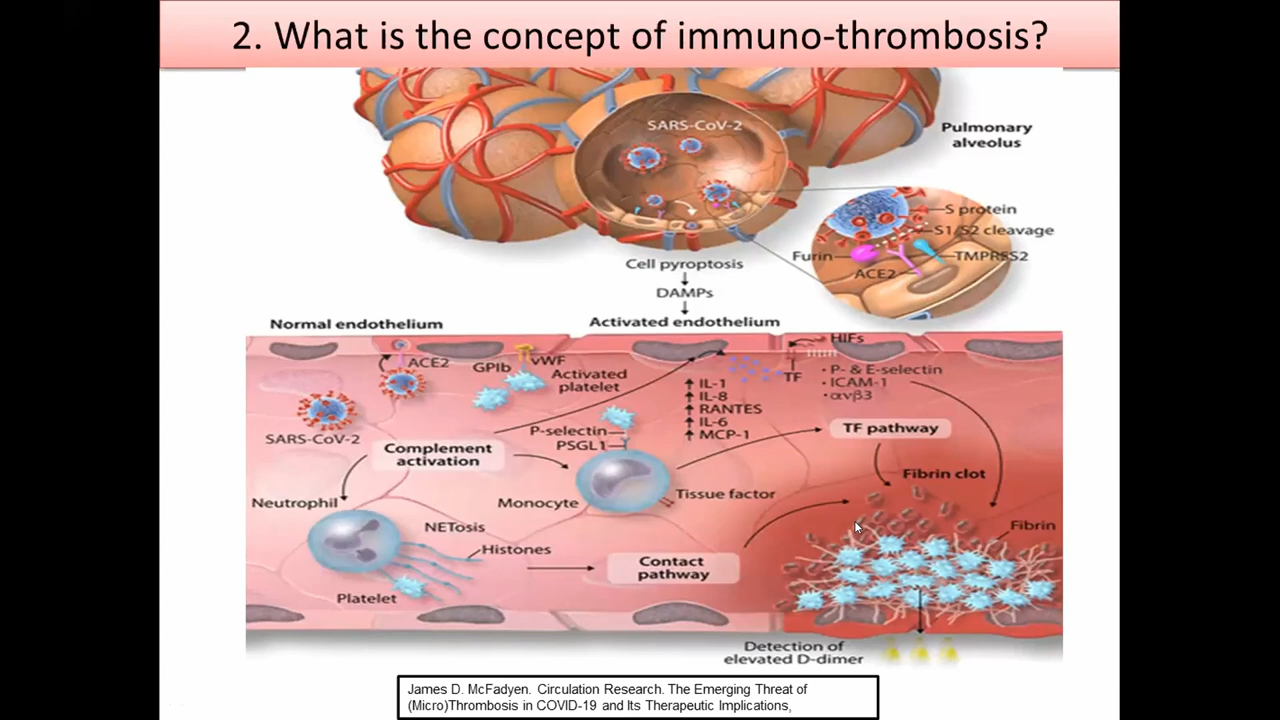 2. What is the concept of immuno-thrombosis?
SARS-CoV-2
Pulmonary
alveolus
S protein
S1/S2 cleavage
Furin
TMPRSS2
ACE2
Cell pyroptosis
DAMPs
Normal endothelium
Activated endothelium
HIFs
ACE2
GPIb
vWF
Activated
platelet
TF
• P- & E-selectin
• ICAM-1
• αvβ3
IL-1
IL-8
RANTES
IL-6
MCP-1
SARS-CoV-2
P-selectin
PSGL1
TF pathway
Complement
activation
Fibrin clot
Neutrophil
Monocyte
Tissue factor
NETosis
Fibrin
Histones
Contact
pathway
Platelet
Detection of
elevated D-dimer
James D. McFadyen. Circulation Research. The Emerging Threat of
(Micro)Thrombosis in COVID-19 and Its Therapeutic Implications,